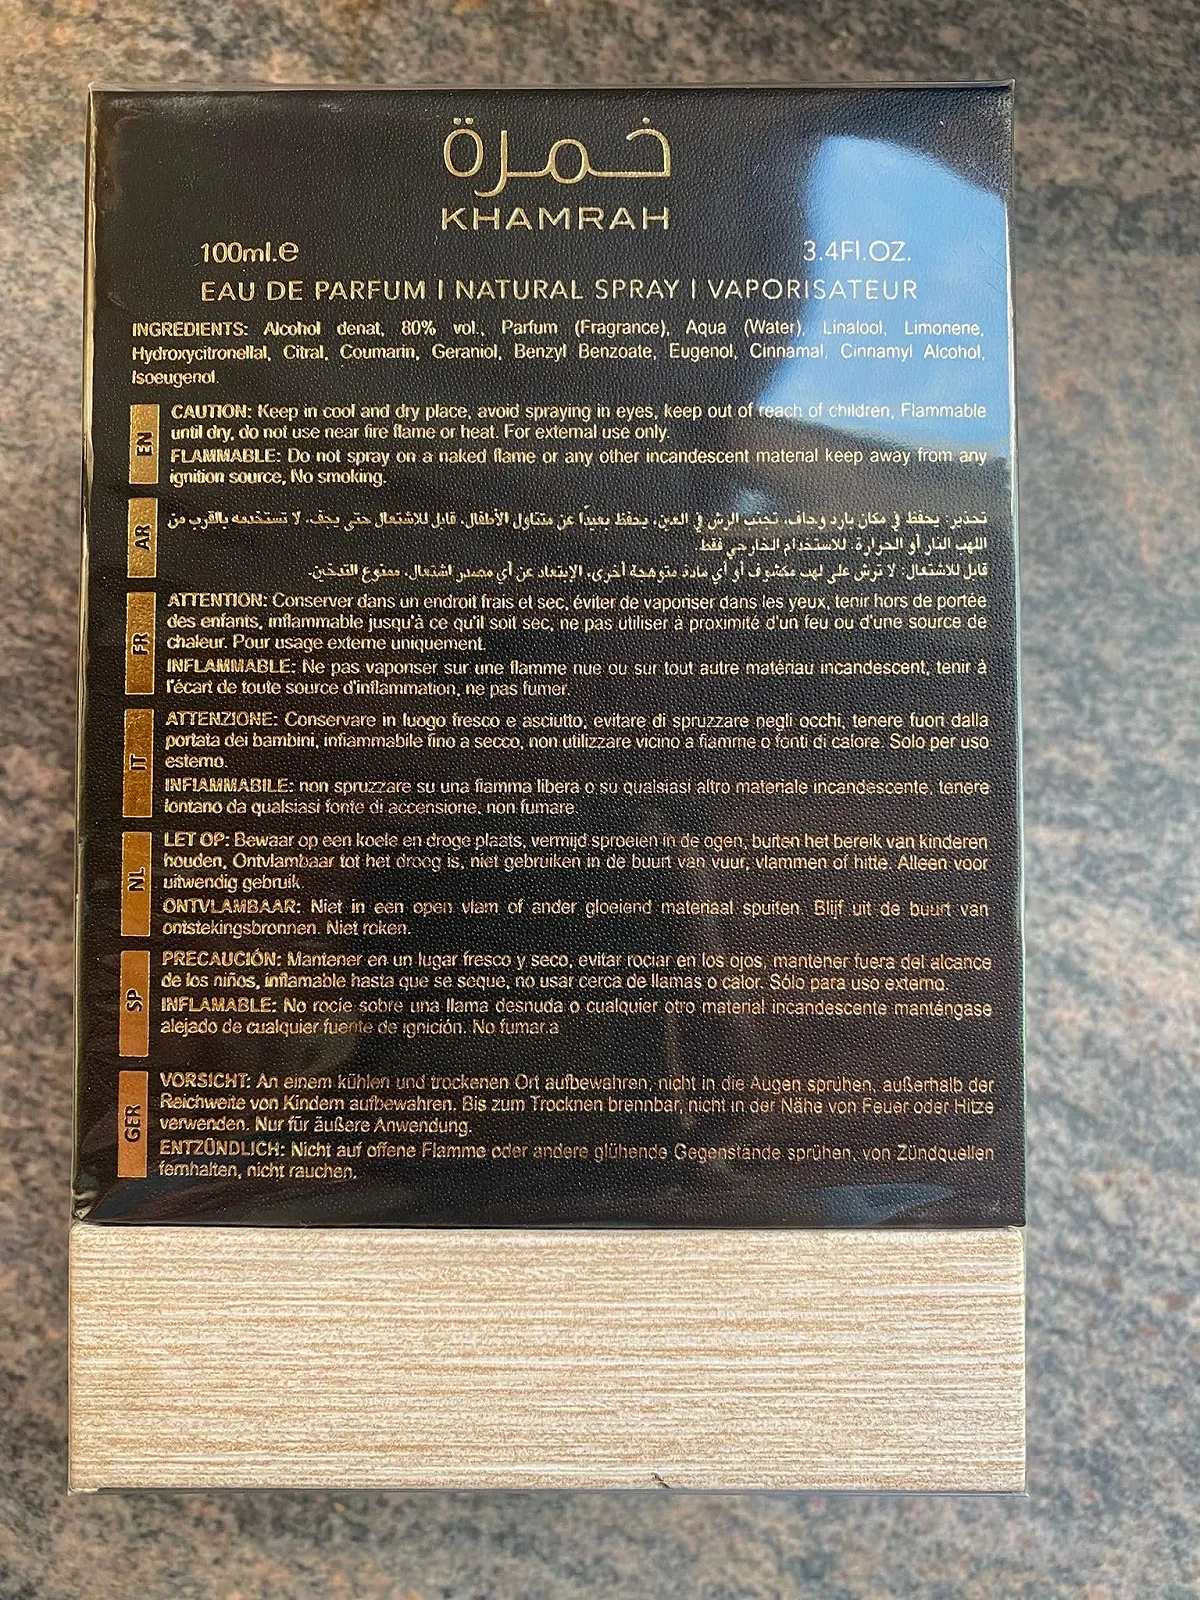 خمرة
KHAMRAH
100ml.e 3.4Fl.OZ.
EAU DE PARFUM | NATURAL SPRAY | VAPORISATEUR
INGREDIENTS: Alcohol denat, 80% vol., Parfum (Fragrance), Aqua (Water), Linalool, Limonene,
Hydroxycitronellal, Citral, Coumarin, Geraniol, Benzyl Benzoate, Eugenol, Cinnamal, Cinnamyl Alcohol,
Isoeugenol.
EN
CAUTION: Keep in cool and dry place, avoid spraying in eyes, keep out of reach of children, Flammable
until dry, do not use near fire flame or heat. For external use only.
FLAMMABLE: Do not spray on a naked flame or any other incandescent material keep away from any
ignition source, No smoking.
AR
تحذير: يحفظ في مكان بارد وجاف، تجنب الرش في العين، يحفظ بعيداً عن متناول الأطفال، قابل للاشتعال حتى يجف، لا تستخدمه بالقرب من
اللهب النار أو الحرارة. للاستخدام الخارجي فقط.
قابل للاشتعال: لا ترش على لهب مكشوف أو أي مادة متوهجة أخرى، الإبتعاد عن أي مصدر اشتعال، ممنوع التدخين.
FR
ATTENTION: Conserver dans un endroit frais et sec, éviter de vaporiser dans les yeux, tenir hors de portée
des enfants, inflammable jusqu'à ce qu'il soit sec, ne pas utiliser à proximité d'un feu ou d'une source de
chaleur. Pour usage externe uniquement.
INFLAMMABLE: Ne pas vaporiser sur une flamme nue ou sur tout autre matériau incandescent, tenir à
l'écart de toute source d'inflammation, ne pas fumer.
IT
ATTENZIONE: Conservare in luogo fresco e asciutto, evitare di spruzzare negli occhi, tenere fuori dalla
portata dei bambini, infiammabile fino a secco, non utilizzare vicino a fiamme o fonti di calore. Solo per uso
esterno.
INFIAMMABILE: non spruzzare su una fiamma libera o su qualsiasi altro materiale incandescente, tenere
lontano da qualsiasi fonte di accensione, non fumare.
NL
LET OP: Bewaar op een koele en droge plaats, vermijd sproeien in de ogen, buiten het bereik van kinderen
houden, Ontvlambaar tot het droog is, niet gebruiken in de buurt van vuur, vlammen of hitte. Alleen voor
uitwendig gebruik.
ONTVLAMBAAR: Niet in een open vlam of ander gloeiend materiaal spuiten. Blijf uit de buurt van
ontstekingsbronnen. Niet roken.
SP
PRECAUCIÓN: Mantener en un lugar fresco y seco, evitar rociar en los ojos, mantener fuera del alcance
de los niños, inflamable hasta que se seque, no usar cerca de llamas o calor. Sólo para uso externo.
INFLAMABLE: No rocíe sobre una llama desnuda o cualquier otro material incandescente manténgase
alejado de cualquier fuente de ignición. No fumar.a
GER
VORSICHT: An einem kühlen und trockenen Ort aufbewahren, nicht in die Augen sprühen, außerhalb der
Reichweite von Kindern aufbewahren. Bis zum Trocknen brennbar, nicht in der Nähe von Feuer oder Hitze
verwenden. Nur für äußere Anwendung.
ENTZÜNDLICH: Nicht auf offene Flamme oder andere glühende Gegenstände sprühen, von Zündquellen
fernhalten, nicht rauchen.